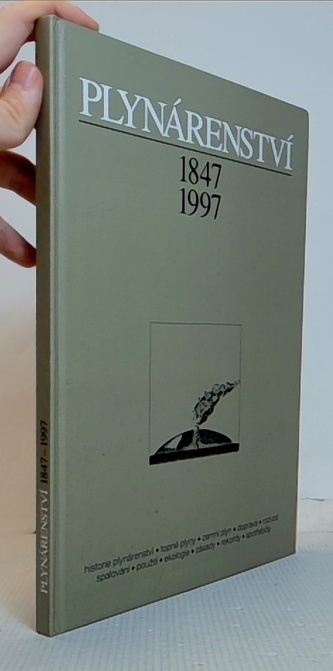 PLYNÁRENSTVÍ
1847
1997
historie plynárenství • topné plyny • zemní plyn • doprava • rozvod
spalování • použití • ekologie • zásady • rekordy • spotřebiče
PLYNÁRENSTVÍ 1847–1997